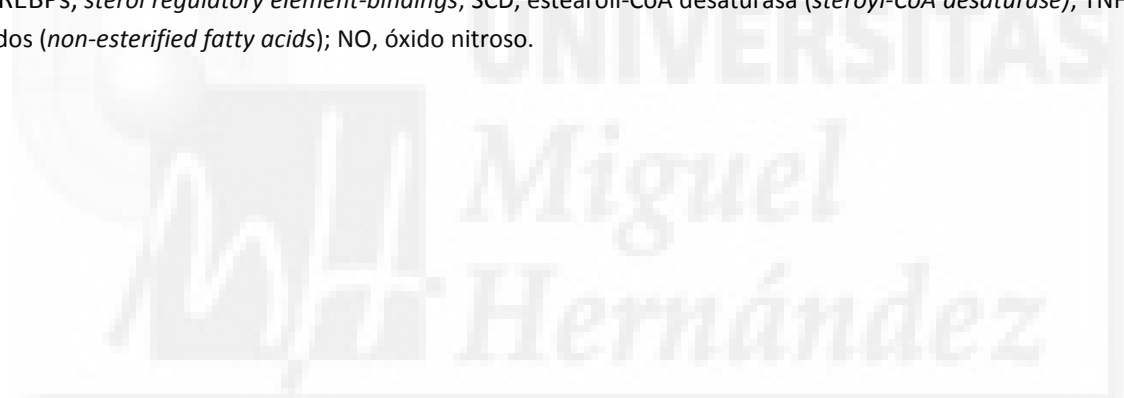 REBPs, sterol regulatory element-bindings; SCD, estearoil-CoA desaturasa (steroyl-CoA desaturase); TNF
dos (non-esterified fatty acids); NO, óxido nitroso.
UNIVERSITAS
Miguel
Hernández